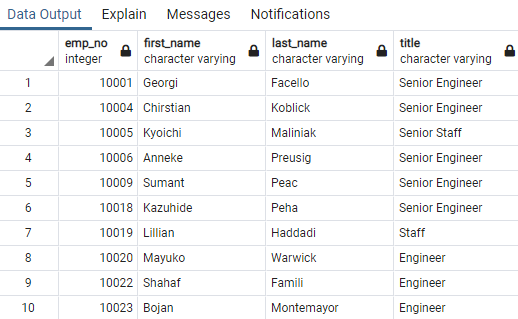 Data Output Explain Messages Notifications
emp_no first_name last_name title
integer character varying character varying character varying
1 10001 Georgi Facello Senior Engineer
2 10004 Chirstian Koblick Senior Engineer
3 10005 Kyoichi Maliniak Senior Staff
4 10006 Anneke Preusig Senior Engineer
5 10009 Sumant Peac Senior Engineer
6 10018 Kazuhide Peha Senior Engineer
7 10019 Lillian Haddadi Staff
8 10020 Mayuko Warwick Engineer
9 10022 Shahaf Famili Engineer
10 10023 Bojan Montemayor Engineer